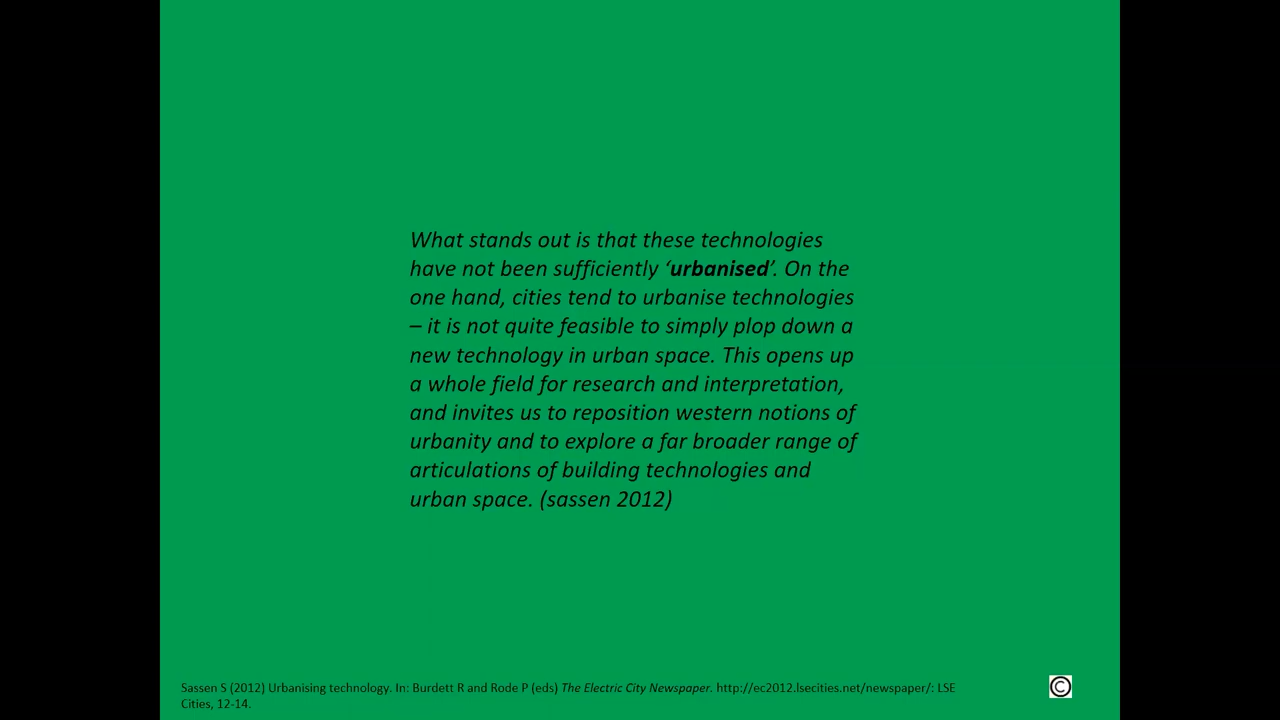 What stands out is that these technologies
have not been sufficiently ‘urbanised’. On the
one hand, cities tend to urbanise technologies
– it is not quite feasible to simply plop down a
new technology in urban space. This opens up
a whole field for research and interpretation,
and invites us to reposition western notions of
urbanity and to explore a far broader range of
articulations of building technologies and
urban space. (sassen 2012)
Sassen S (2012) Urbanising technology. In: Burdett R and Rode P (eds) The Electric City Newspaper. http://ec2012.lsecities.net/newspaper/: LSE
Cities, 12-14.
©